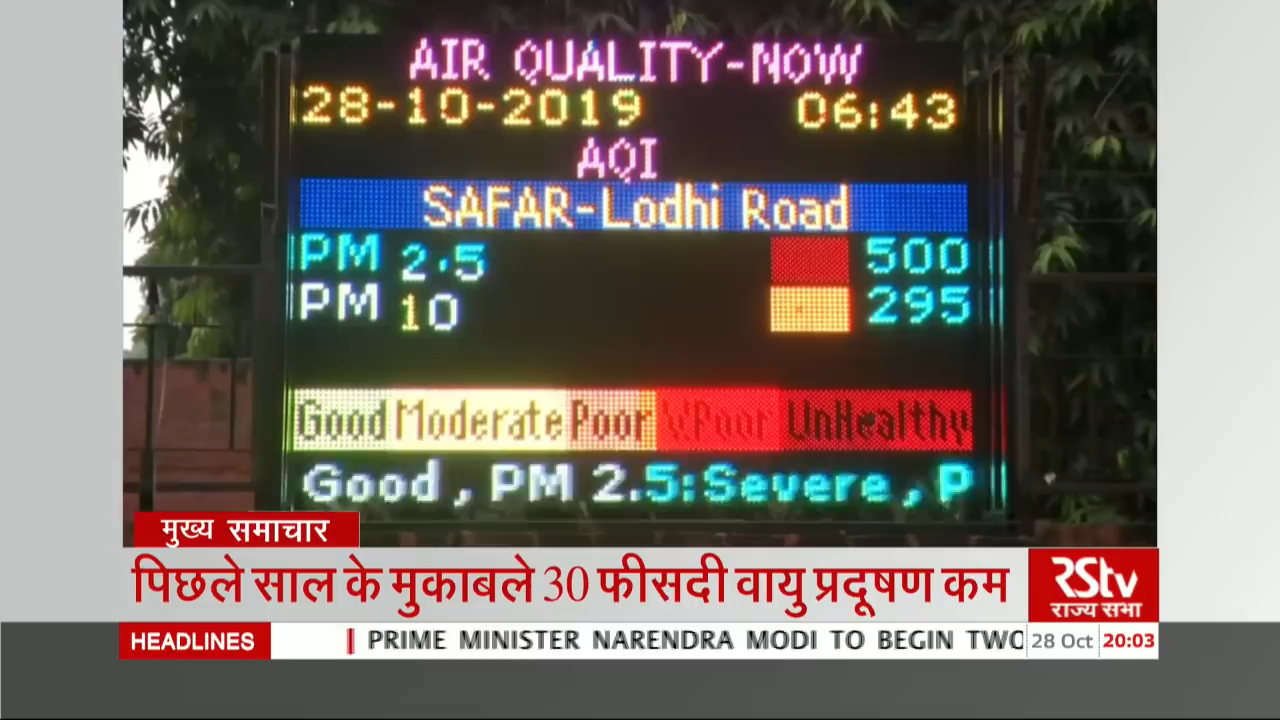 AIR QUALITY-NOW
28-10-2019 06:43
AQI
SAFAR-Lodhi Road
PM 2.5 500
PM 10 295
Good Moderate Poor V.Poor UnHealthy
Good , PM 2.5:Severe , P
मुख्य समाचार
पिछले साल के मुकाबले 30 फीसदी वायु प्रदूषण कम
RStv
राज्य सभा
HEADLINES PRIME MINISTER NARENDRA MODI TO BEGIN TWO 28 Oct 20:03